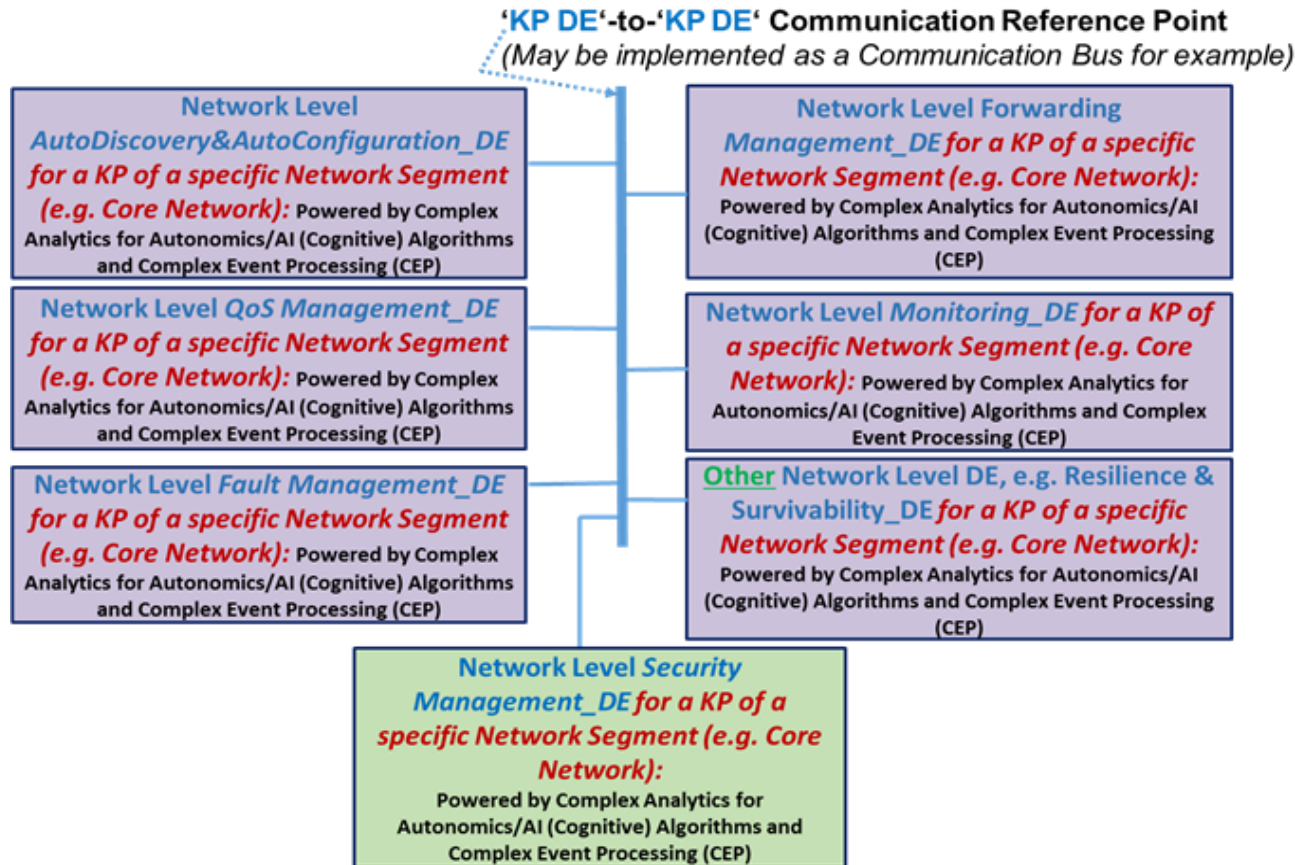 ‘KP DE‘-to-‘KP DE‘ Communication Reference Point
(May be implemented as a Communication Bus for example)
Network Level
AutoDiscovery&AutoConfiguration_DE
for a KP of a specific Network Segment
(e.g. Core Network): Powered by Complex
Analytics for Autonomics/AI (Cognitive) Algorithms
and Complex Event Processing (CEP)
Network Level QoS Management_DE
for a KP of a specific Network Segment
(e.g. Core Network): Powered by Complex
Analytics for Autonomics/AI (Cognitive) Algorithms
and Complex Event Processing (CEP)
Network Level Fault Management_DE
for a KP of a specific Network Segment
(e.g. Core Network): Powered by Complex
Analytics for Autonomics/AI (Cognitive) Algorithms
and Complex Event Processing (CEP)
Network Level Forwarding
Management_DE for a KP of a specific
Network Segment (e.g. Core Network):
Powered by Complex Analytics for Autonomics/AI
(Cognitive) Algorithms and Complex Event Processing
(CEP)
Network Level Monitoring_DE for a KP of
a specific Network Segment (e.g. Core
Network): Powered by Complex Analytics for
Autonomics/AI (Cognitive) Algorithms and Complex
Event Processing (CEP)
Other Network Level DE, e.g. Resilience &
Survivability_DE for a KP of a specific
Network Segment (e.g. Core Network):
Powered by Complex Analytics for Autonomics/AI
(Cognitive) Algorithms and Complex Event Processing
(CEP)
Network Level Security
Management_DE for a KP of a
specific Network Segment (e.g. Core
Network):
Powered by Complex Analytics for
Autonomics/AI (Cognitive) Algorithms and
Complex Event Processing (CEP)